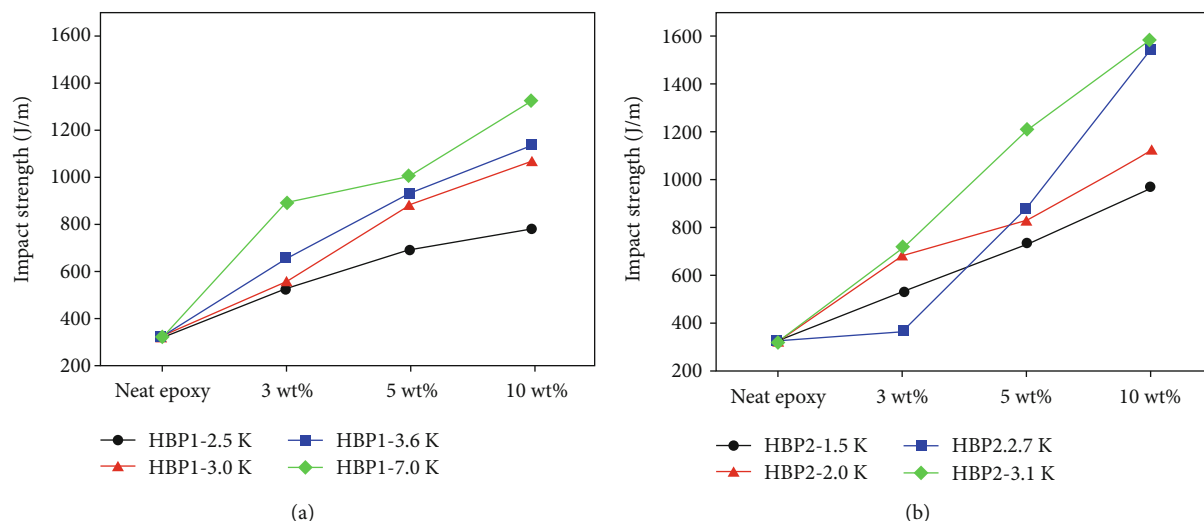 1600
1400
1200
1000
800
600
400
200
Impact strength (J/m)
Neat epoxy 3 wt% 5 wt% 10 wt%
HBP1-2.5 K HBP1-3.6 K
HBP1-3.0 K HBP1-7.0 K
(a)
1600
1400
1200
1000
800
600
400
200
Impact strength (J/m)
Neat epoxy 3 wt% 5 wt% 10 wt%
HBP2-1.5 K HBP2.2.7 K
HBP2-2.0 K HBP2-3.1 K
(b)